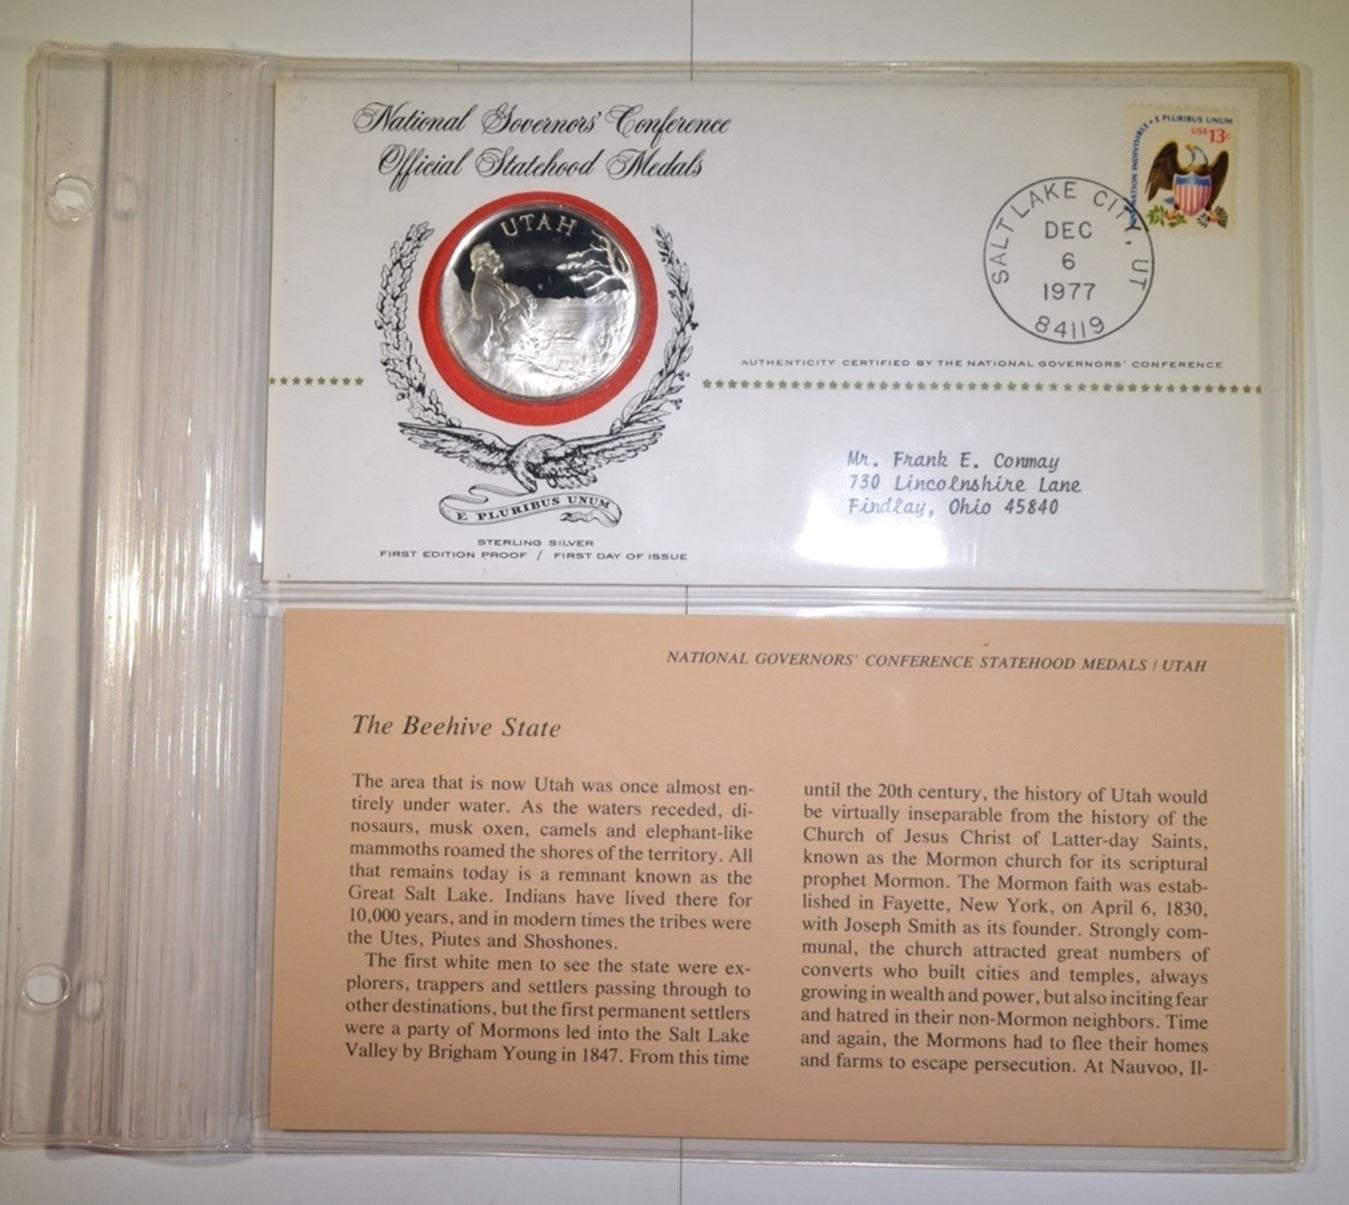 National Governors' Conference
Official Statehood Medals
UTAH
E PLURIBUS UNUM
STERLING SILVER
FIRST EDITION PROOF / FIRST DAY OF ISSUE
ONE NATION INDIVISIBLE • E PLURIBUS UNUM
USA 13c
SALT LAKE CITY, UT
DEC
6
1977
84119
AUTHENTICITY CERTIFIED BY THE NATIONAL GOVERNORS' CONFERENCE
Mr. Frank E. Conmay
730 Lincolnshire Lane
Findlay, Ohio 45840
NATIONAL GOVERNORS' CONFERENCE STATEHOOD MEDALS / UTAH
The Beehive State
The area that is now Utah was once almost en-
tirely under water. As the waters receded, di-
nosaurs, musk oxen, camels and elephant-like
mammoths roamed the shores of the territory. All
that remains today is a remnant known as the
Great Salt Lake. Indians have lived there for
10,000 years, and in modern times the tribes were
the Utes, Piutes and Shoshones.
The first white men to see the state were ex-
plorers, trappers and settlers passing through to
other destinations, but the first permanent settlers
were a party of Mormons led into the Salt Lake
Valley by Brigham Young in 1847. From this time
until the 20th century, the history of Utah would
be virtually inseparable from the history of the
Church of Jesus Christ of Latter-day Saints,
known as the Mormon church for its scriptural
prophet Mormon. The Mormon faith was estab-
lished in Fayette, New York, on April 6, 1830,
with Joseph Smith as its founder. Strongly com-
munal, the church attracted great numbers of
converts who built cities and temples, always
growing in wealth and power, but also inciting fear
and hatred in their non-Mormon neighbors. Time
and again, the Mormons had to flee their homes
and farms to escape persecution. At Nauvoo, Il-